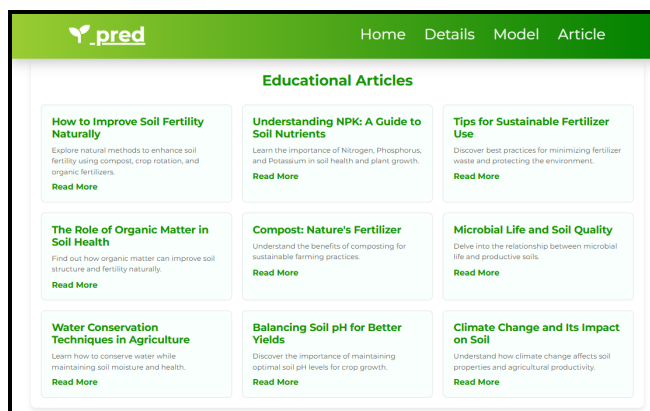 _pred
Home Details Model Article
Educational Articles
How to Improve Soil Fertility
Naturally
Explore natural methods to enhance soil
fertility using compost, crop rotation, and
organic fertilizers.
Read More
Understanding NPK: A Guide to
Soil Nutrients
Learn the importance of Nitrogen, Phosphorus,
and Potassium in soil health and plant growth.
Read More
Tips for Sustainable Fertilizer
Use
Discover best practices for minimizing fertilizer
waste and protecting the environment.
Read More
The Role of Organic Matter in
Soil Health
Find out how organic matter can improve soil
structure and fertility naturally.
Read More
Compost: Nature's Fertilizer
Understand the benefits of composting for
sustainable farming practices.
Read More
Microbial Life and Soil Quality
Delve into the relationship between microbial
life and productive soils.
Read More
Water Conservation
Techniques in Agriculture
Learn how to conserve water while
maintaining soil moisture and health.
Read More
Balancing Soil pH for Better
Yields
Discover the importance of maintaining
optimal soil pH levels for crop growth.
Read More
Climate Change and Its Impact
on Soil
Understand how climate change affects soil
properties and agricultural productivity.
Read More